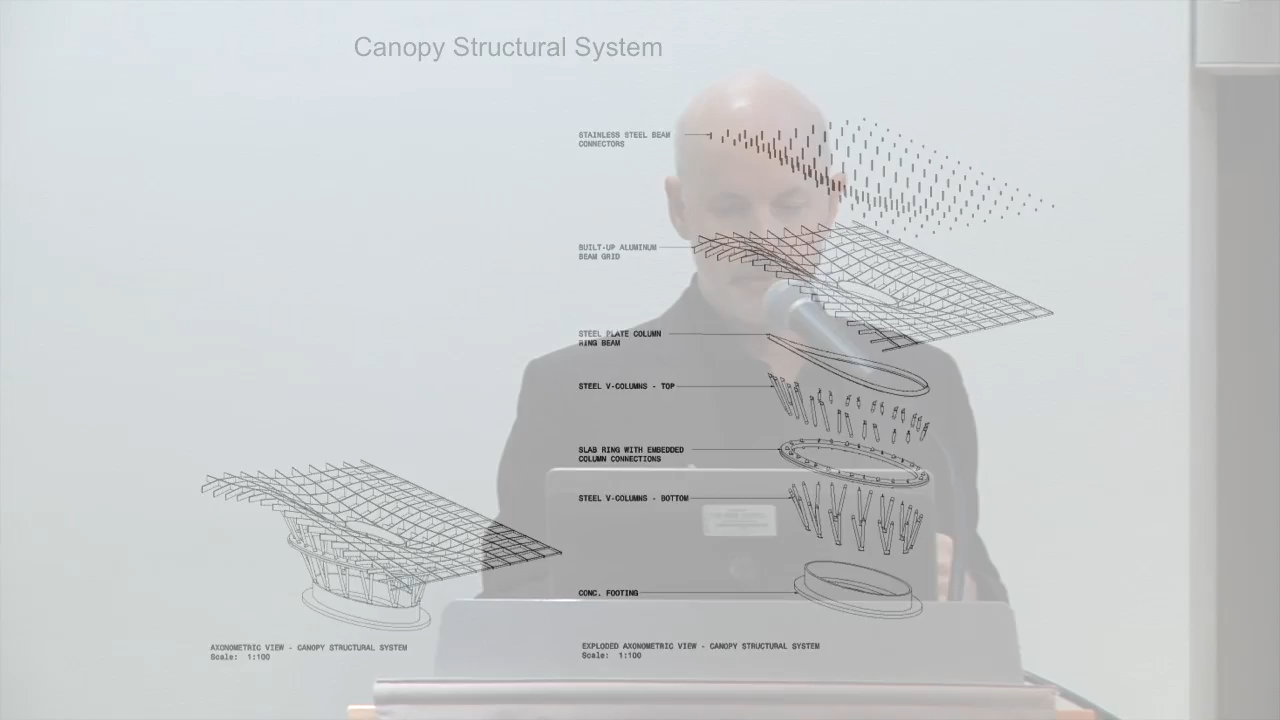 Canopy Structural System
STAINLESS STEEL BEAM
CONNECTORS
BUILT-UP ALUMINUM
BEAM GRID
STEEL PLATE COLUMN
RING BEAM
STEEL V-COLUMNS - TOP
SLAB RING WITH EMBEDDED
COLUMN CONNECTIONS
STEEL V-COLUMNS - BOTTOM
CONC. FOOTING
AXONOMETRIC VIEW - CANOPY STRUCTURAL SYSTEM
Scale: 1:100
EXPLODED AXONOMETRIC VIEW - CANOPY STRUCTURAL SYSTEM
Scale: 1:100